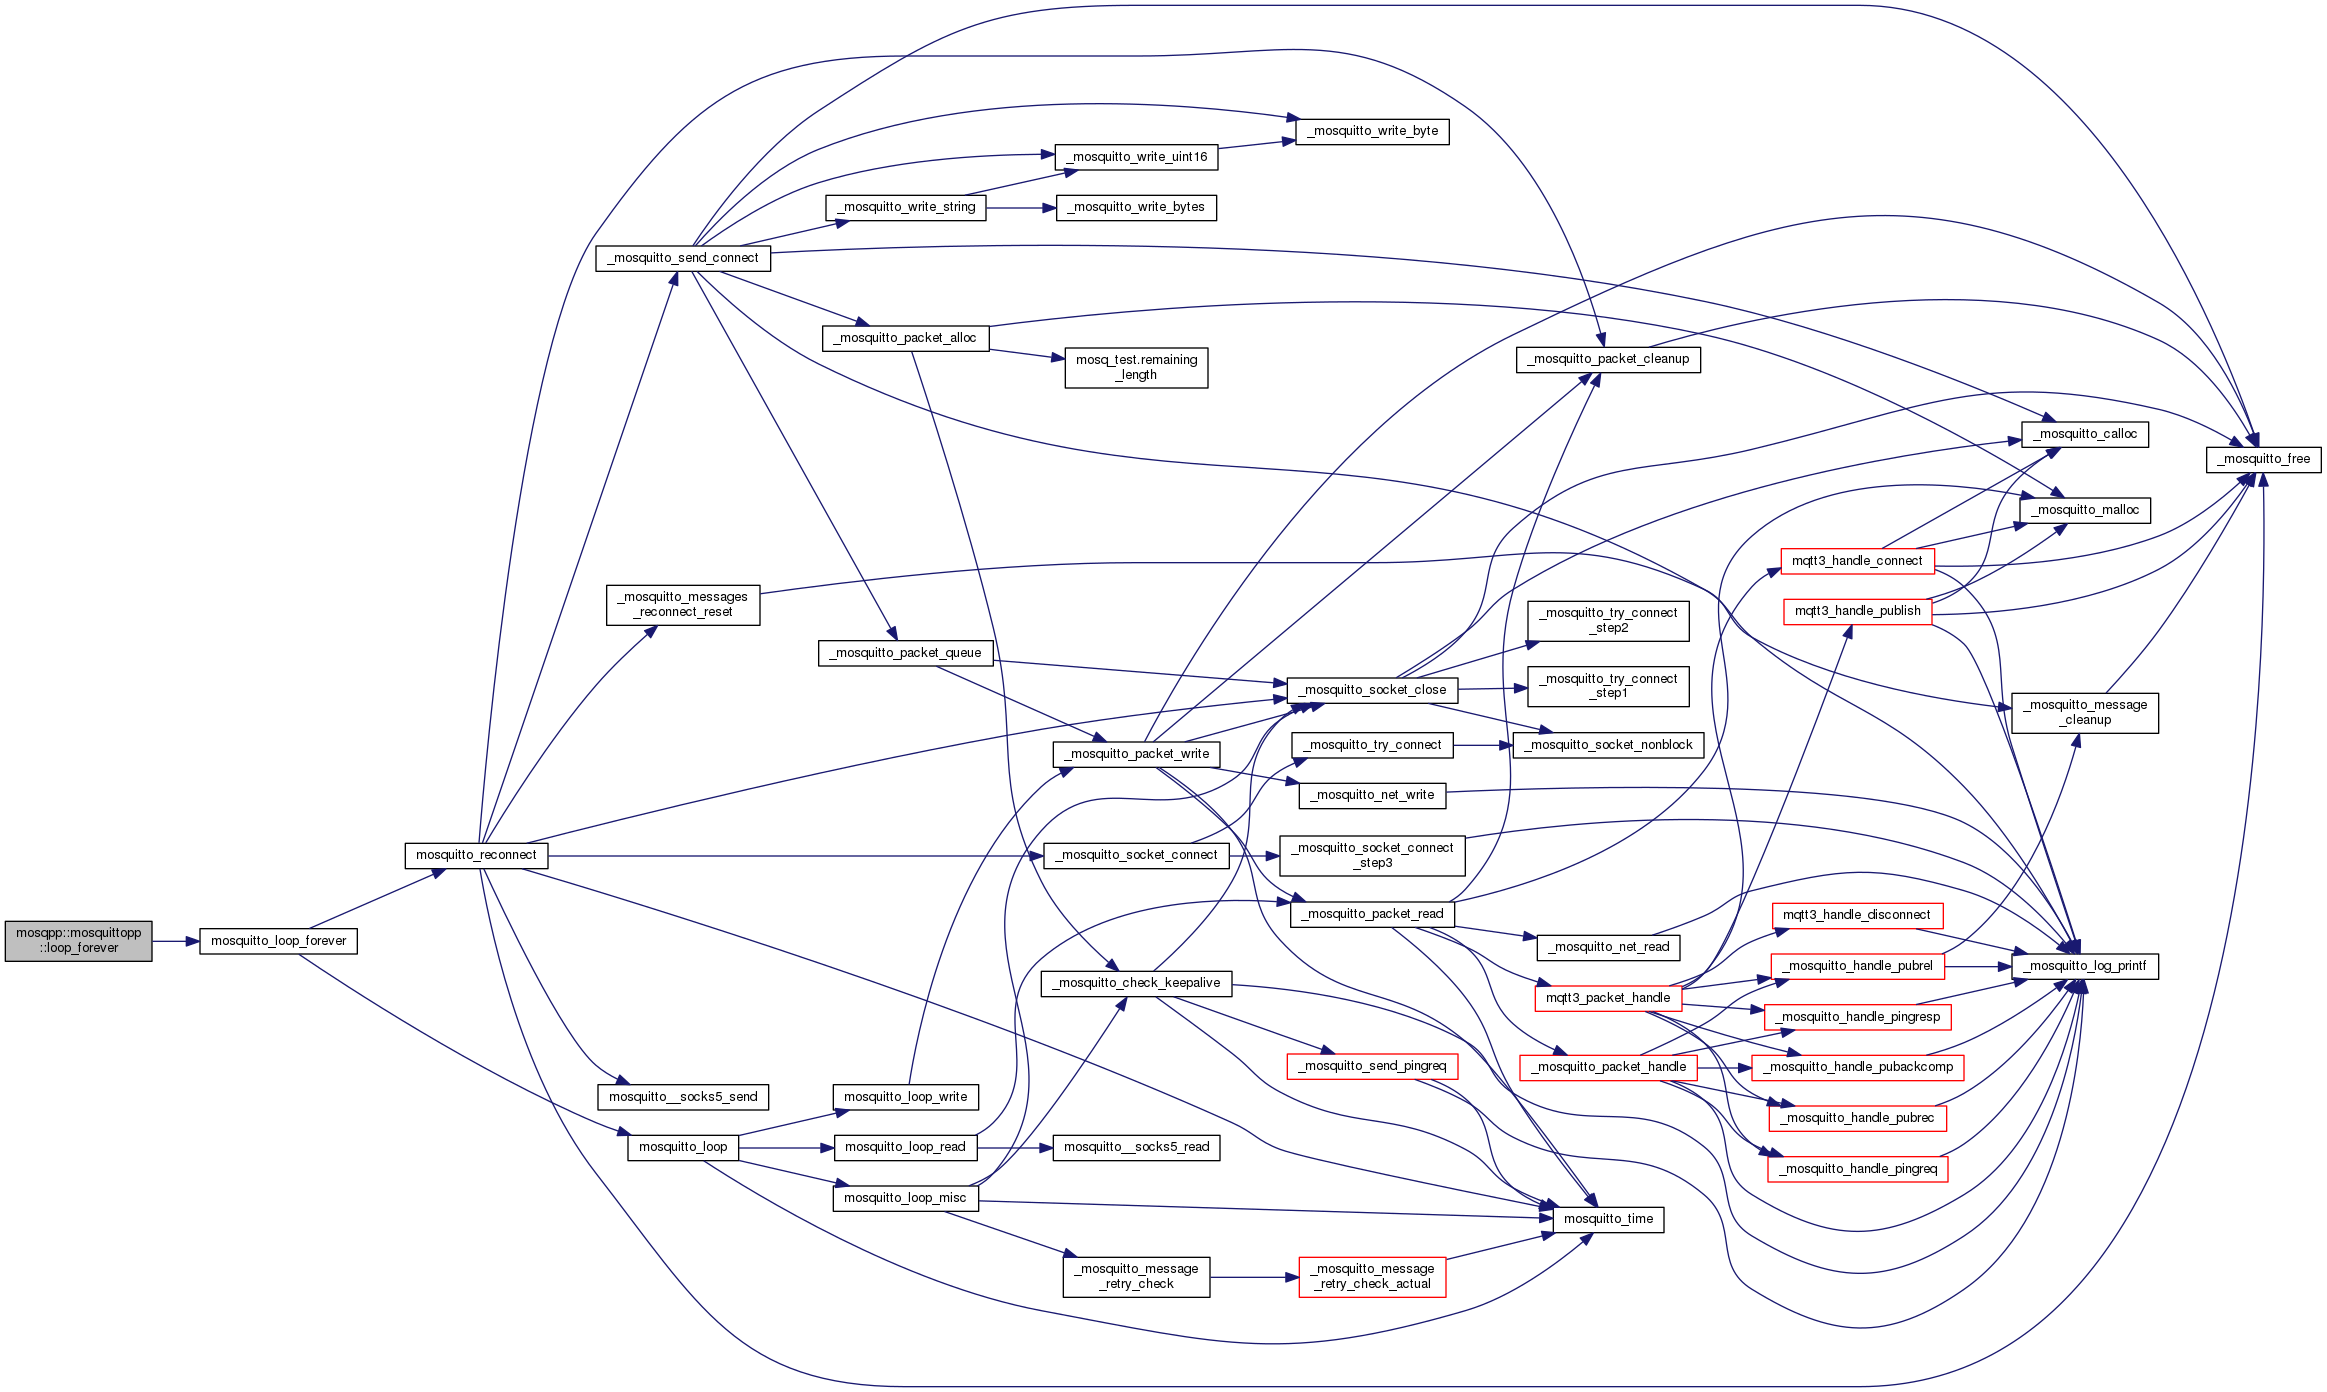 mosqpp::mosquittopp
::loop_forever
mosquitto_loop_forever
mosquitto_reconnect
mosquitto_loop
_mosquitto_send_connect
_mosquitto_messages
_reconnect_reset
mosquitto__socks5_send
_mosquitto_write_string
_mosquitto_packet_alloc
_mosquitto_packet_queue
mosquitto_loop_write
mosquitto_loop_read
mosquitto_loop_misc
_mosquitto_write_uint16
_mosquitto_write_bytes
mosq_test.remaining
_length
_mosquitto_packet_write
_mosquitto_socket_connect
_mosquitto_check_keepalive
mosquitto__socks5_read
_mosquitto_message
_retry_check
_mosquitto_write_byte
_mosquitto_socket_close
_mosquitto_try_connect
_mosquitto_net_write
_mosquitto_socket_connect
_step3
_mosquitto_packet_read
_mosquitto_send_pingreq
_mosquitto_message
_retry_check_actual
_mosquitto_packet_cleanup
_mosquitto_try_connect
_step2
_mosquitto_try_connect
_step1
_mosquitto_socket_nonblock
_mosquitto_net_read
mqtt3_packet_handle
_mosquitto_packet_handle
mosquitto_time
mqtt3_handle_connect
mqtt3_handle_publish
mqtt3_handle_disconnect
_mosquitto_handle_pubrel
_mosquitto_handle_pingresp
_mosquitto_handle_pubackcomp
_mosquitto_handle_pubrec
_mosquitto_handle_pingreq
_mosquitto_calloc
_mosquitto_malloc
_mosquitto_message
_cleanup
_mosquitto_log_printf
_mosquitto_free